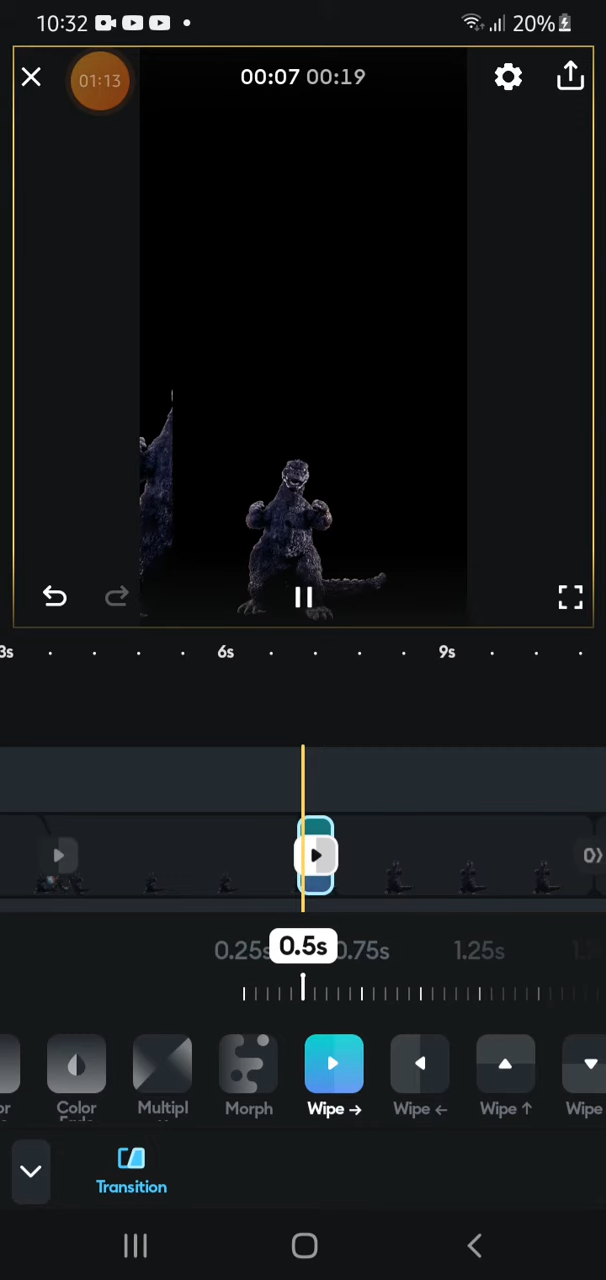 10:32 20%
01:13 00:07 00:19
3s 6s 9s
0.25s 0.5s 0.75s 1.25s
Color Fade Multipl Morph Wipe → Wipe ← Wipe ↑ Wipe
Transition